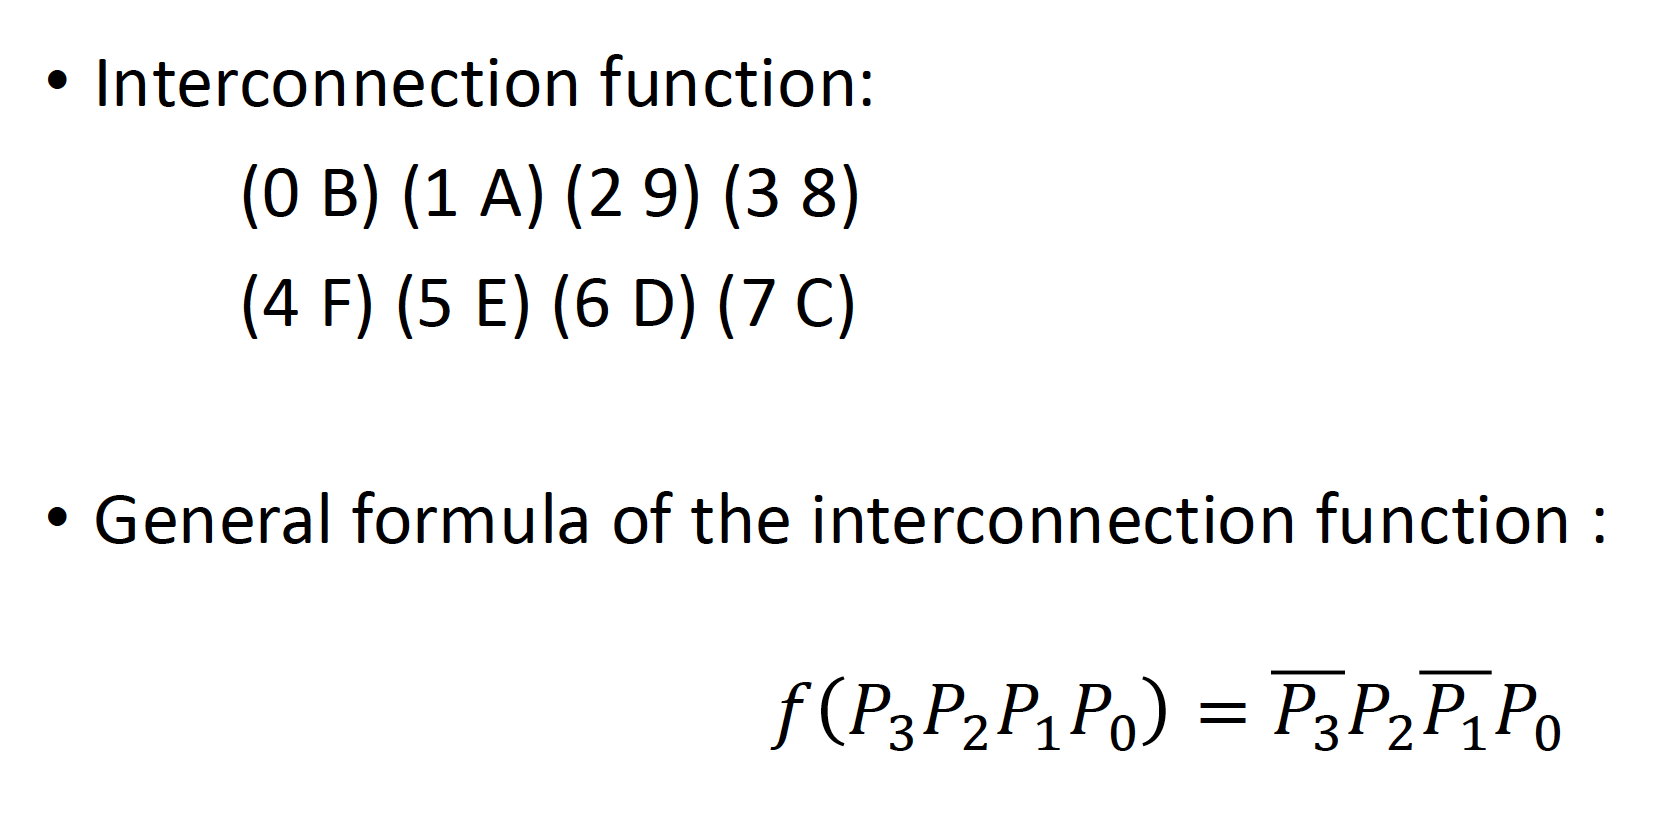 • Interconnection function:
(0 B) (1 A) (2 9) (3 8)
(4 F) (5 E) (6 D) (7 C)
• General formula of the interconnection function :
$f(P_3P_2P_1P_0) = \overline{P_3}P_2\overline{P_1}P_0$